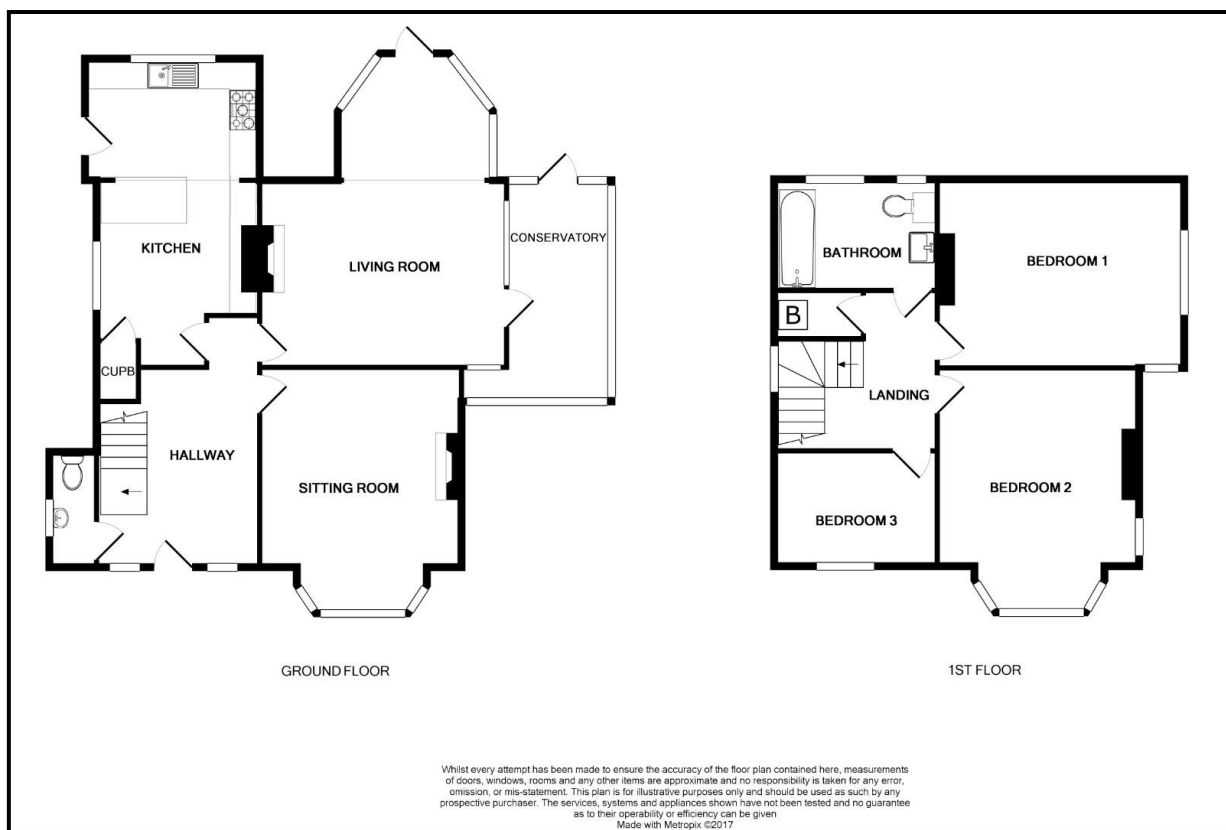 KITCHEN
LIVING ROOM
CONSERVATORY
CUPB
HALLWAY
SITTING ROOM
GROUND FLOOR
BATHROOM
BEDROOM 1
B
LANDING
BEDROOM 2
BEDROOM 3
1ST FLOOR
Whilst every attempt has been made to ensure the accuracy of the floor plan contained here, measurements
of doors, windows, rooms and any other items are approximate and no responsibility is taken for any error,
omission, or mis-statement. This plan is for illustrative purposes only and should be used as such by any
prospective purchaser. The services, systems and appliances shown have not been tested and no guarantee
as to their operability or efficiency can be given
Made with Metropix ©2017